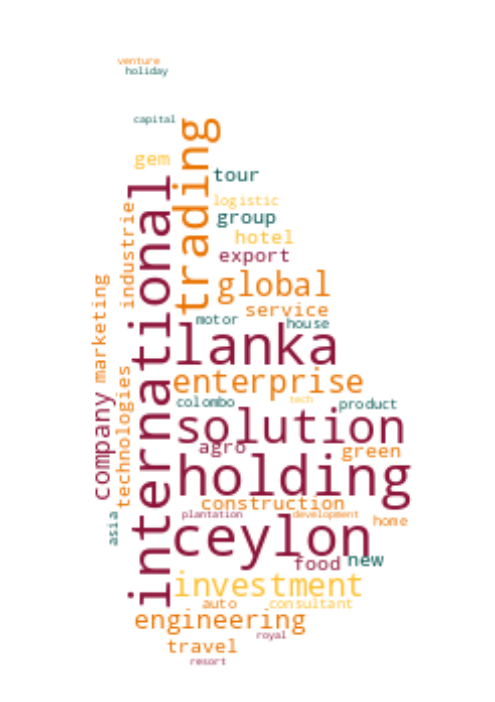 venture
holiday
capital
trading
gem
international
tour
industrie
logistic
group
hotel
export
marketing
global
service
motor
house
lanka
technologies
enterprise
company
colombo
tech
product
solution
agro
green
holding
construction
asia
plantation
development
home
ceylon
food
new
investment
auto
consultant
engineering
royal
travel
resort